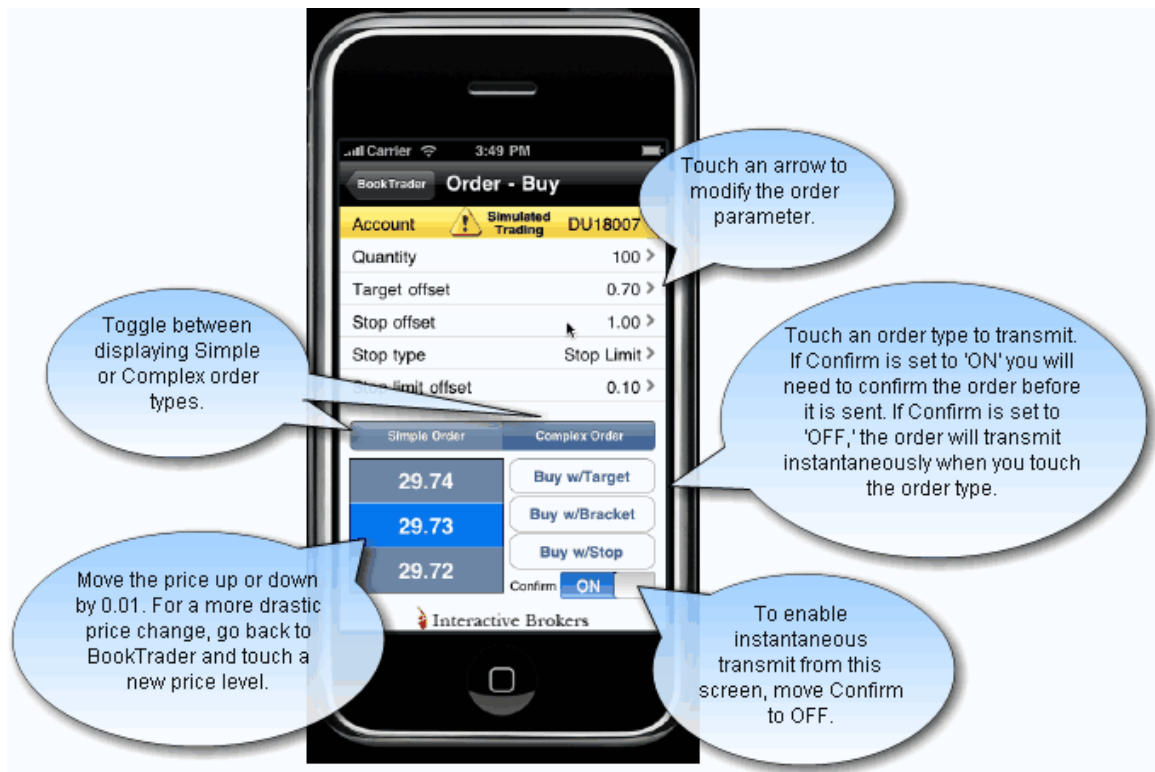 Carrier 3:49 PM
BookTrader Order - Buy
Account Simulated Trading DU18007
Quantity 100 >
Target offset 0.70 >
Stop offset 1.00 >
Stop type Stop Limit >
Stop limit offset 0.10 >
Simple Order Complex Order
29.74
29.73
29.72
Buy w/Target
Buy w/Bracket
Buy w/Stop
Confirm ON
Interactive Brokers
Touch an arrow to
modify the order
parameter.
Toggle between
displaying Simple
or Complex order
types.
Touch an order type to transmit.
If Confirm is set to 'ON' you will
need to confirm the order before
it is sent. If Confirm is set to
'OFF,' the order will transmit
instantaneously when you touch
the order type.
Move the price up or down
by 0.01. For a more drastic
price change, go back to
BookTrader and touch a
new price level.
To enable
instantaneous
transmit from this
screen, move Confirm
to OFF.